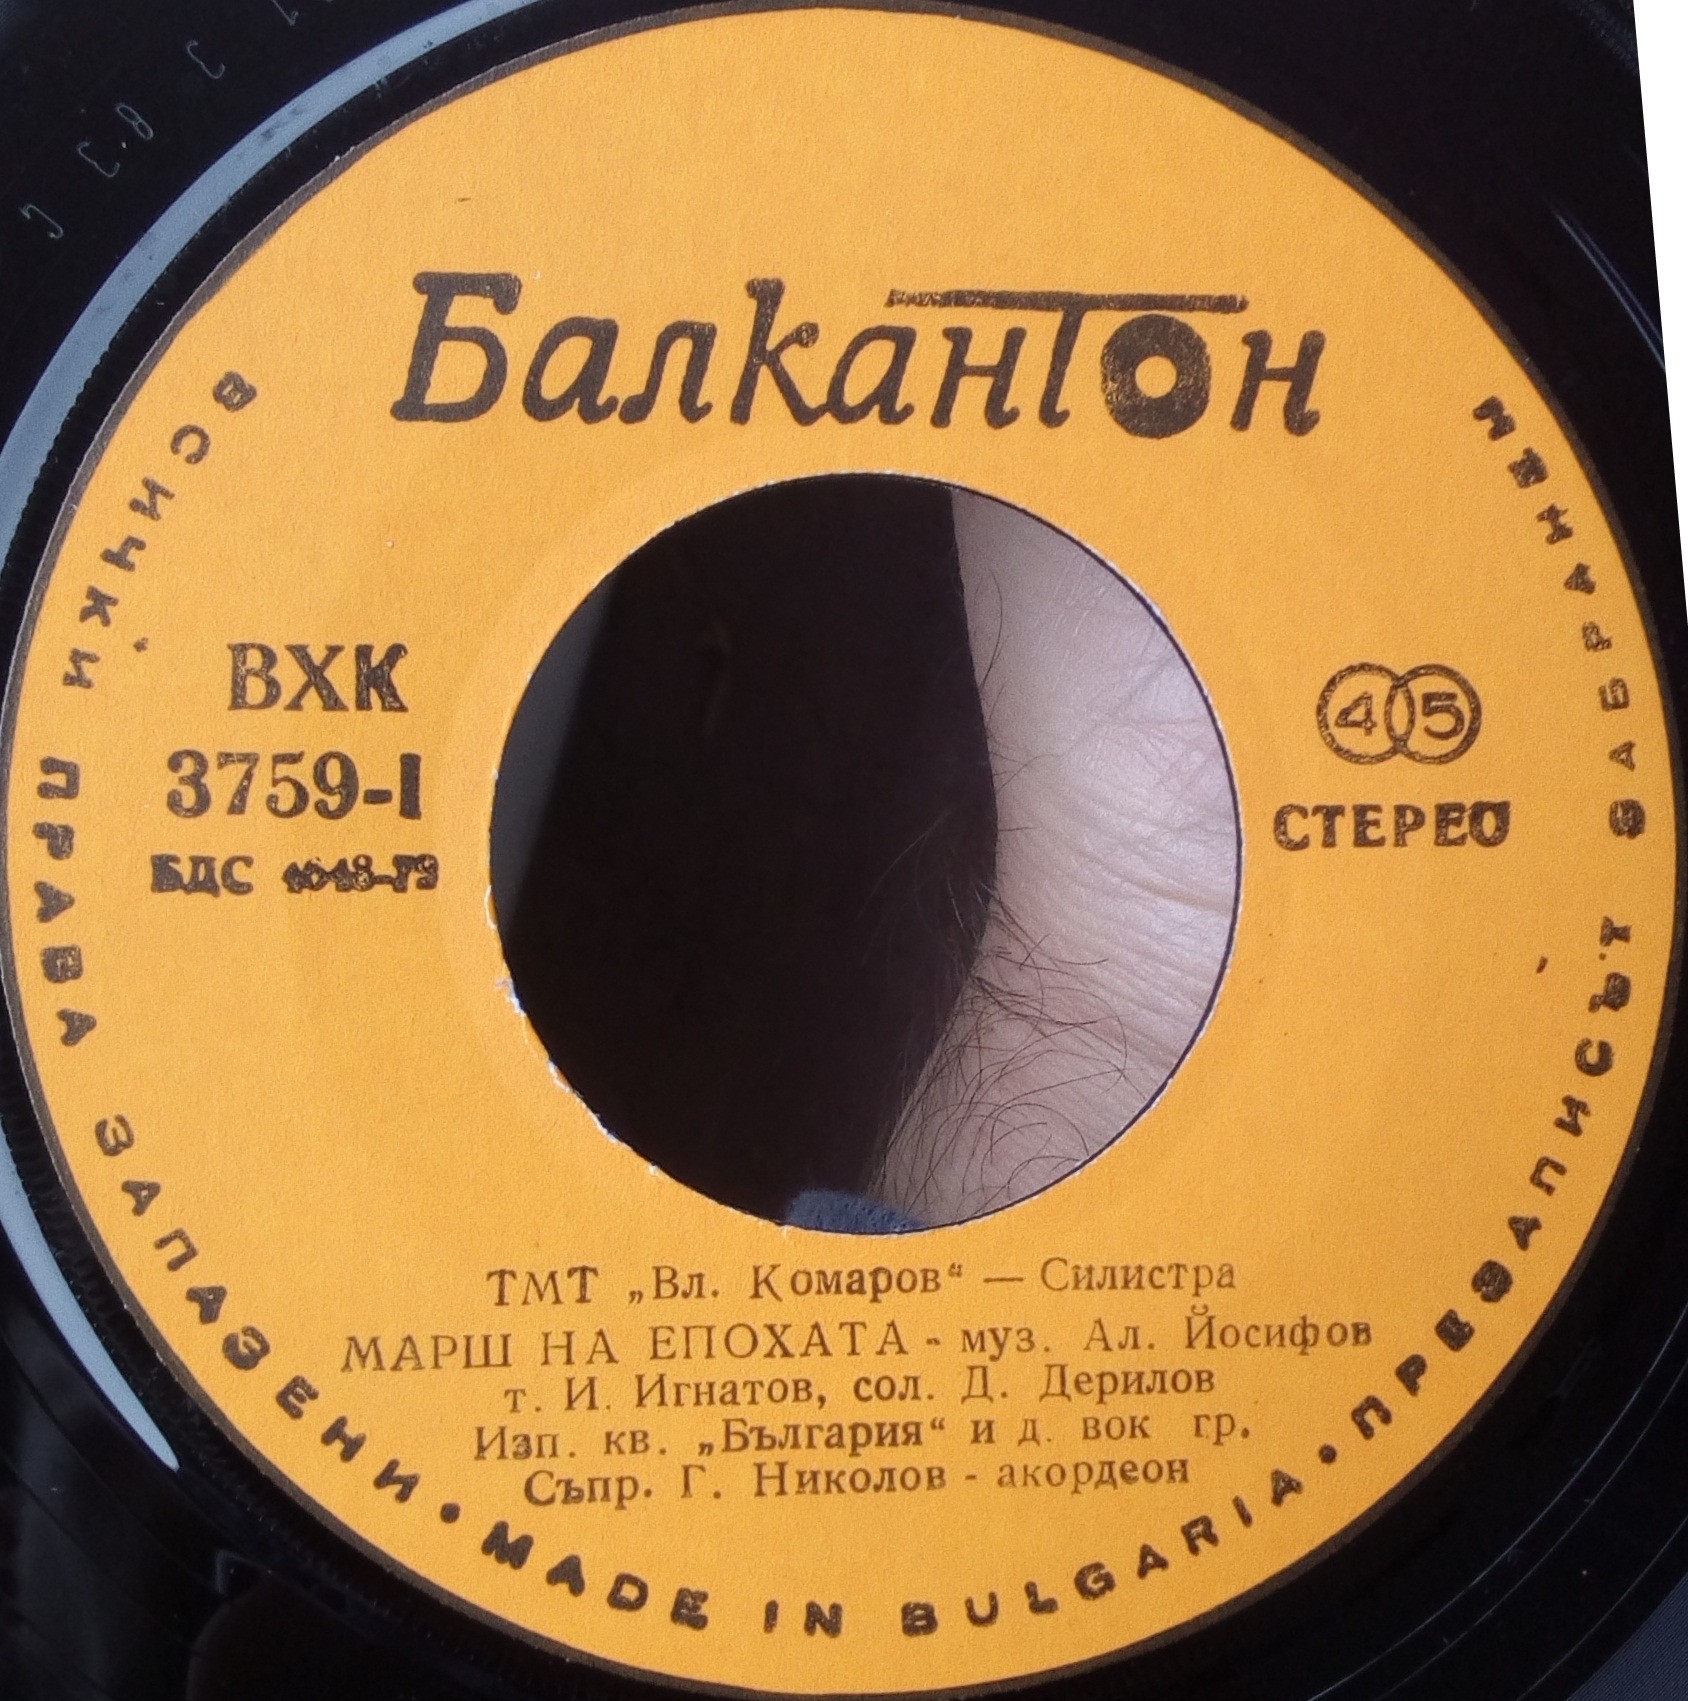 Балкантон
ВХК
3759-I
БДС
45
СТЕРЕО
ТМТ „Вл. Комаров“ — Силистра
МАРШ НА ЕПОХАТА - муз. Ал. Йосифов
т. И. Игнатов, сол. Д. Дерилов
Изп. кв. „България“ и д. вок гр.
Съпр. Г. Николов - акордеон
ВСИЧКИ ПРАВА ЗАПАЗЕНИ • MADE IN BULGARIA • ПРЕЗАПИСЪТ ЗАБРАНЕН